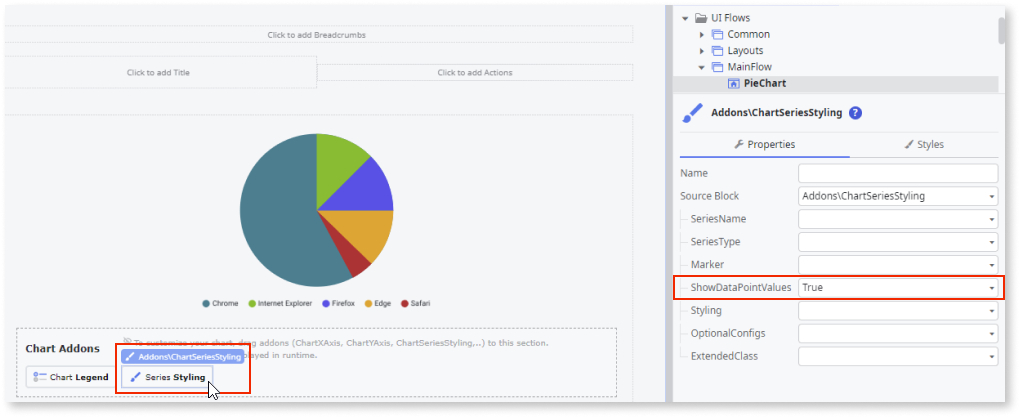 Click to add Breadcrumbs
Click to add Title
Click to add Actions
Chrome
Internet Explorer
Firefox
Edge
Safari
To customize your chart, drag addons (ChartXAxis, ChartYAxis, ChartSeriesStyling,..) to this section.
Chart Addons
Addons\ChartSeriesStyling
played in runtime.
Chart Legend
Series Styling
UI Flows
Common
Layouts
MainFlow
PieChart
Addons\ChartSeriesStyling ?
Properties
Styles
Name
Source Block Addons\ChartSeriesStyling
SeriesName
SeriesType
Marker
ShowDataPointValues True
Styling
OptionalConfigs
ExtendedClass